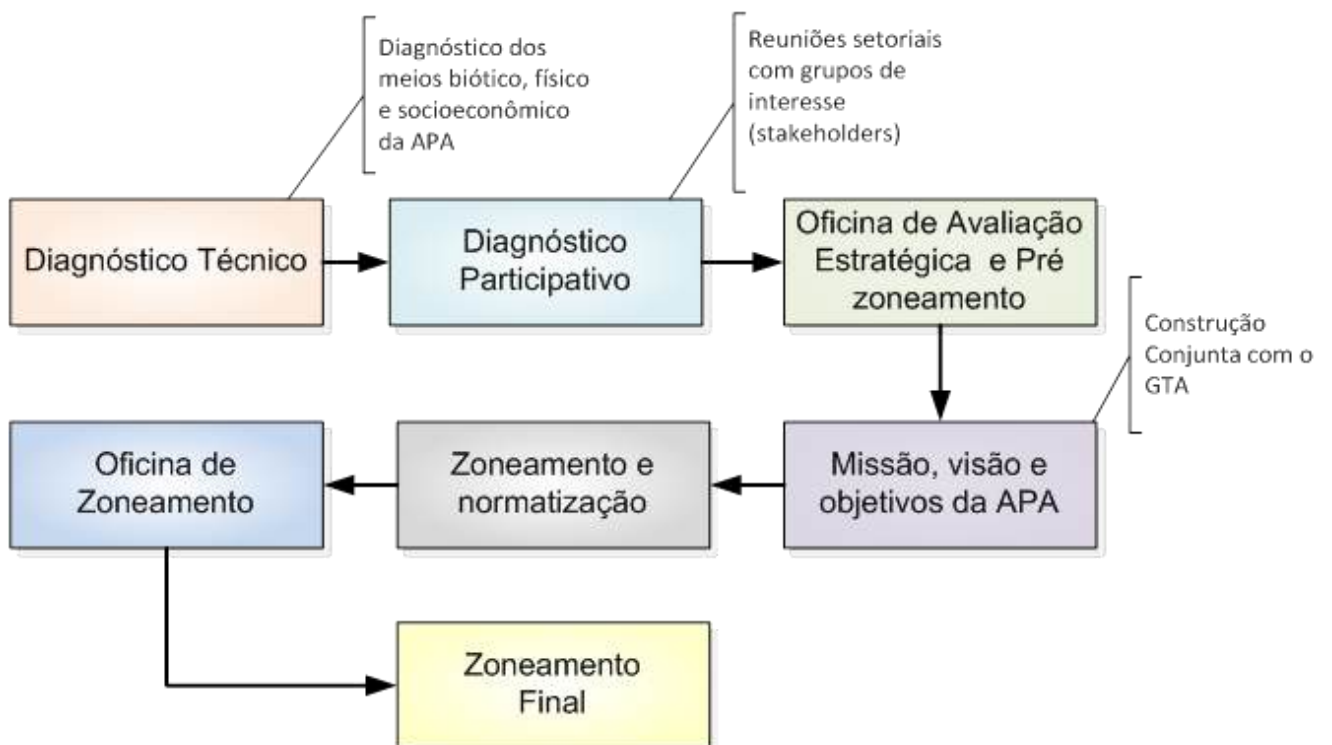 Diagnóstico dos
meios biótico, físico
e socioeconômico
da APA
Reuniões setoriais
com grupos de
interesse
(stakeholders)
Diagnóstico Técnico
Diagnóstico
Participativo
Oficina de Avaliação
Estratégica e Pré
zoneamento
Construção
Conjunta com o
GTA
Missão, visão e
objetivos da APA
Zoneamento e
normatização
Oficina de
Zoneamento
Zoneamento
Final